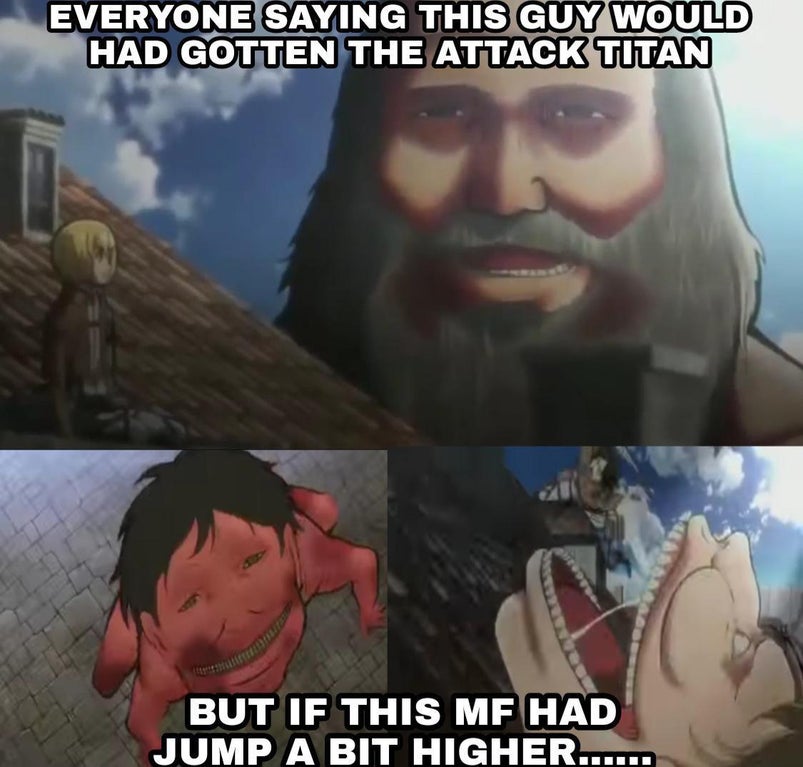 EVERYONE SAYING THIS GUY WOULD
HAD GOTTEN THE ATTACK TITAN
BUT IF THIS MF HAD
JUMP A BIT HIGHER......